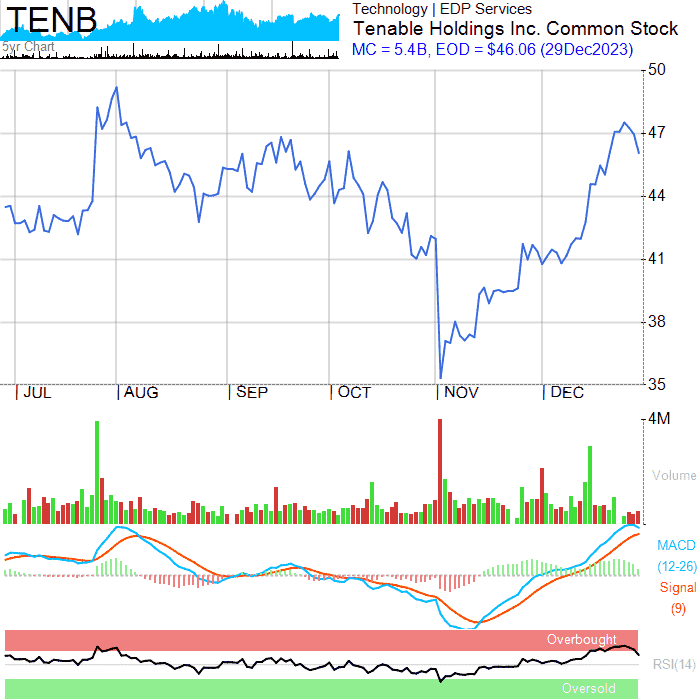 TENB
5yr Chart
Technology | EDP Services
Tenable Holdings Inc. Common Stock
MC = 5.4B, EOD = $46.06 (29Dec2023)
50
47
44
41
38
35
JUL AUG SEP OCT NOV DEC
4M
Volume
MACD
(12-26)
Signal
(9)
Overbought
RSI(14)
Oversold